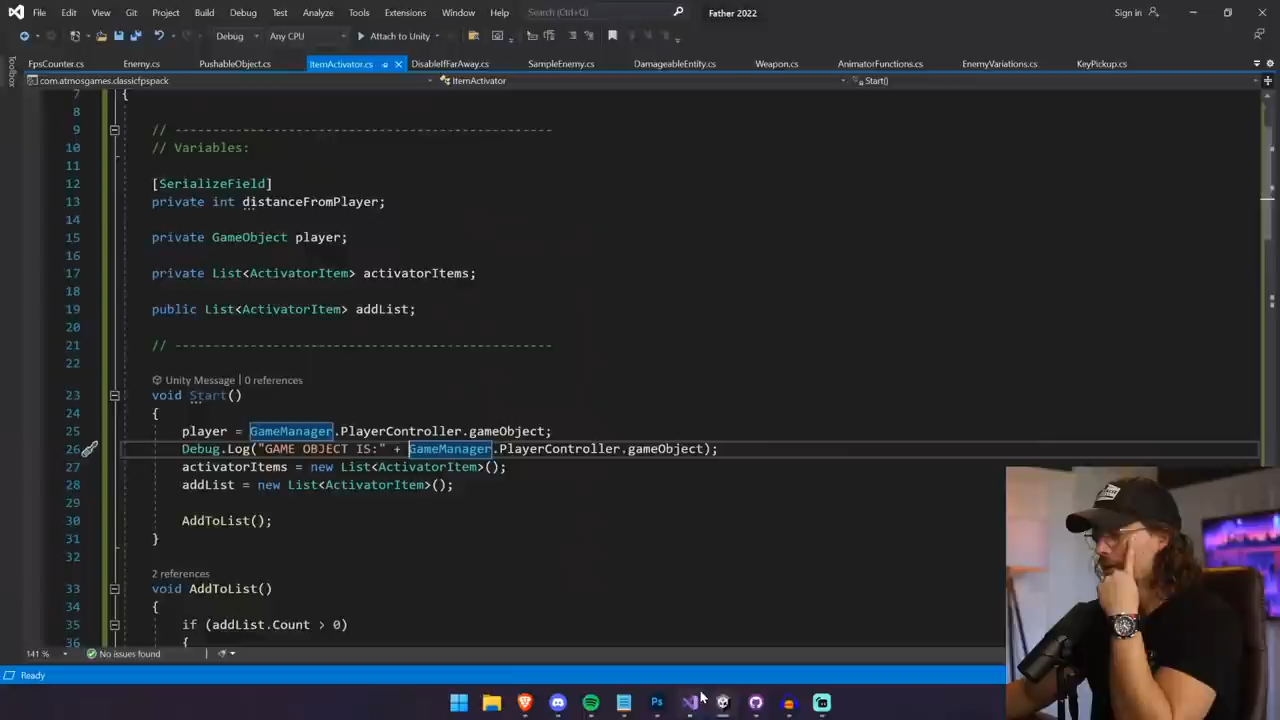 File Edit View Git Project Build Debug Test Analyze Tools Extensions Window Help Search (Ctrl+Q) Father 2022 Sign in
Debug Any CPU Attach to Unity
Toolbox
FpsCounter.cs Enemy.cs PushableObject.cs ItemActivator.cs DisableIfFarAway.cs SampleEnemy.cs DamageableEntity.cs Weapon.cs AnimatorFunctions.cs EnemyVariations.cs KeyPickup.cs
com.atmosgames.classicfpspack ItemActivator Start()
7 {
8
9 // ---------------------------------------------------
10 // Variables:
11
12 [SerializeField]
13 private int distanceFromPlayer;
14
15 private GameObject player;
16
17 private List<ActivatorItem> activatorItems;
18
19 public List<ActivatorItem> addList;
20
21 // ---------------------------------------------------
22
Unity Message | 0 references
23 void Start()
24 {
25 player = GameManager.PlayerController.gameObject;
26 Debug.Log("GAME OBJECT IS:" + GameManager.PlayerController.gameObject);
27 activatorItems = new List<ActivatorItem>();
28 addList = new List<ActivatorItem>();
29
30 AddToList();
31 }
32
2 references
33 void AddToList()
34 {
35 if (addList.Count > 0)
36 {
141 % No issues found
Ready